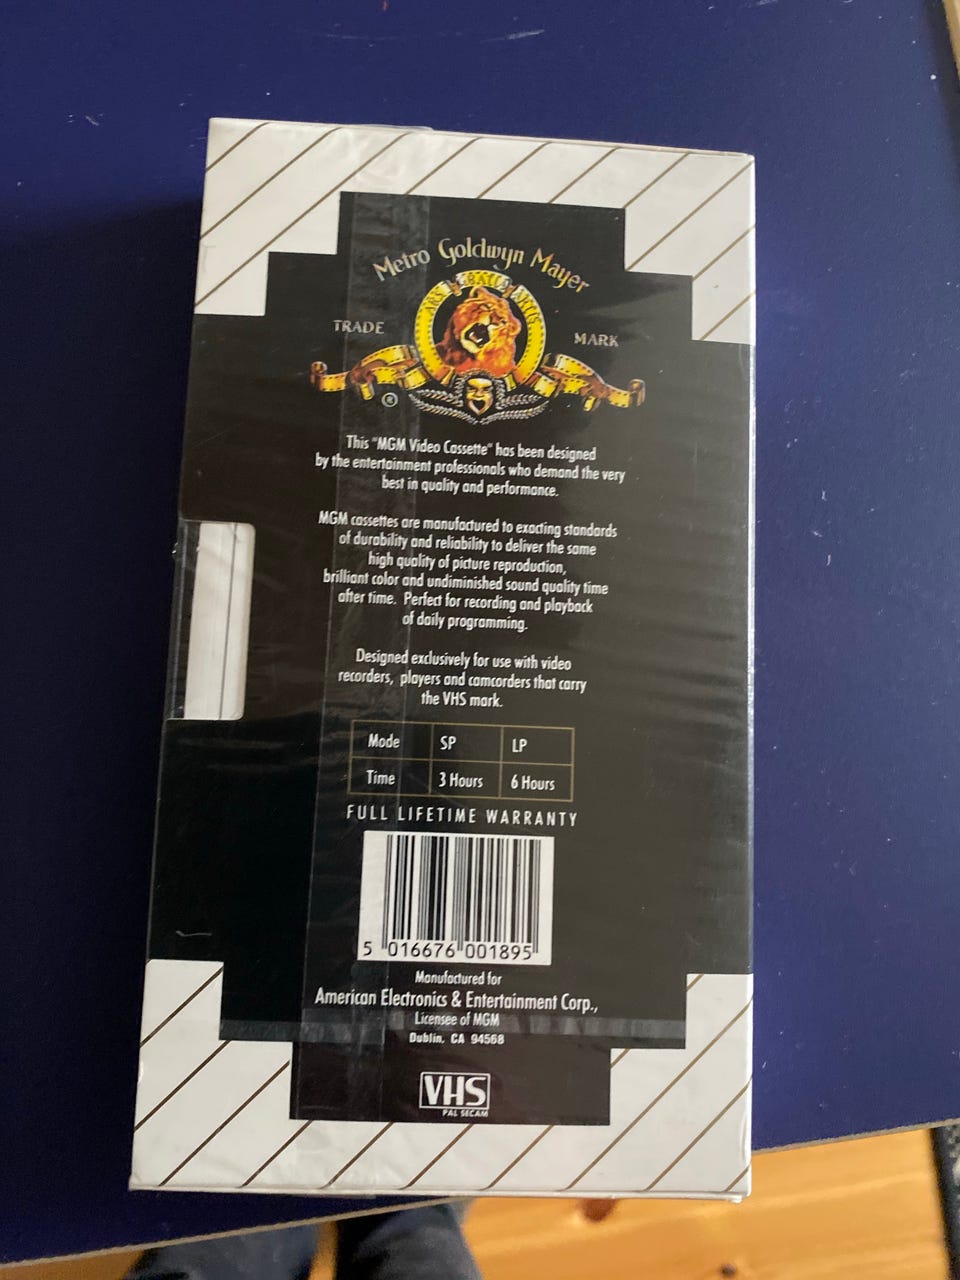 Metro Goldwyn Mayer
ARS GRATIA ARTIS
TRADE MARK
®
This "MGM Video Cassette" has been designed
by the entertainment professionals who demand the very
best in quality and performance.
MGM cassettes are manufactured to exacting standards
of durability and reliability to deliver the same
high quality of picture reproduction,
brilliant color and undiminished sound quality time
after time. Perfect for recording and playback
of daily programming.
Designed exclusively for use with video
recorders, players and camcorders that carry
the VHS mark.
Mode SP LP
Time 3 Hours 6 Hours
FULL LIFETIME WARRANTY
5 016676 001895
Manufactured for
American Electronics & Entertainment Corp.,
Licensee of MGM
Dublin, CA 94568
VHS
PAL SECAM